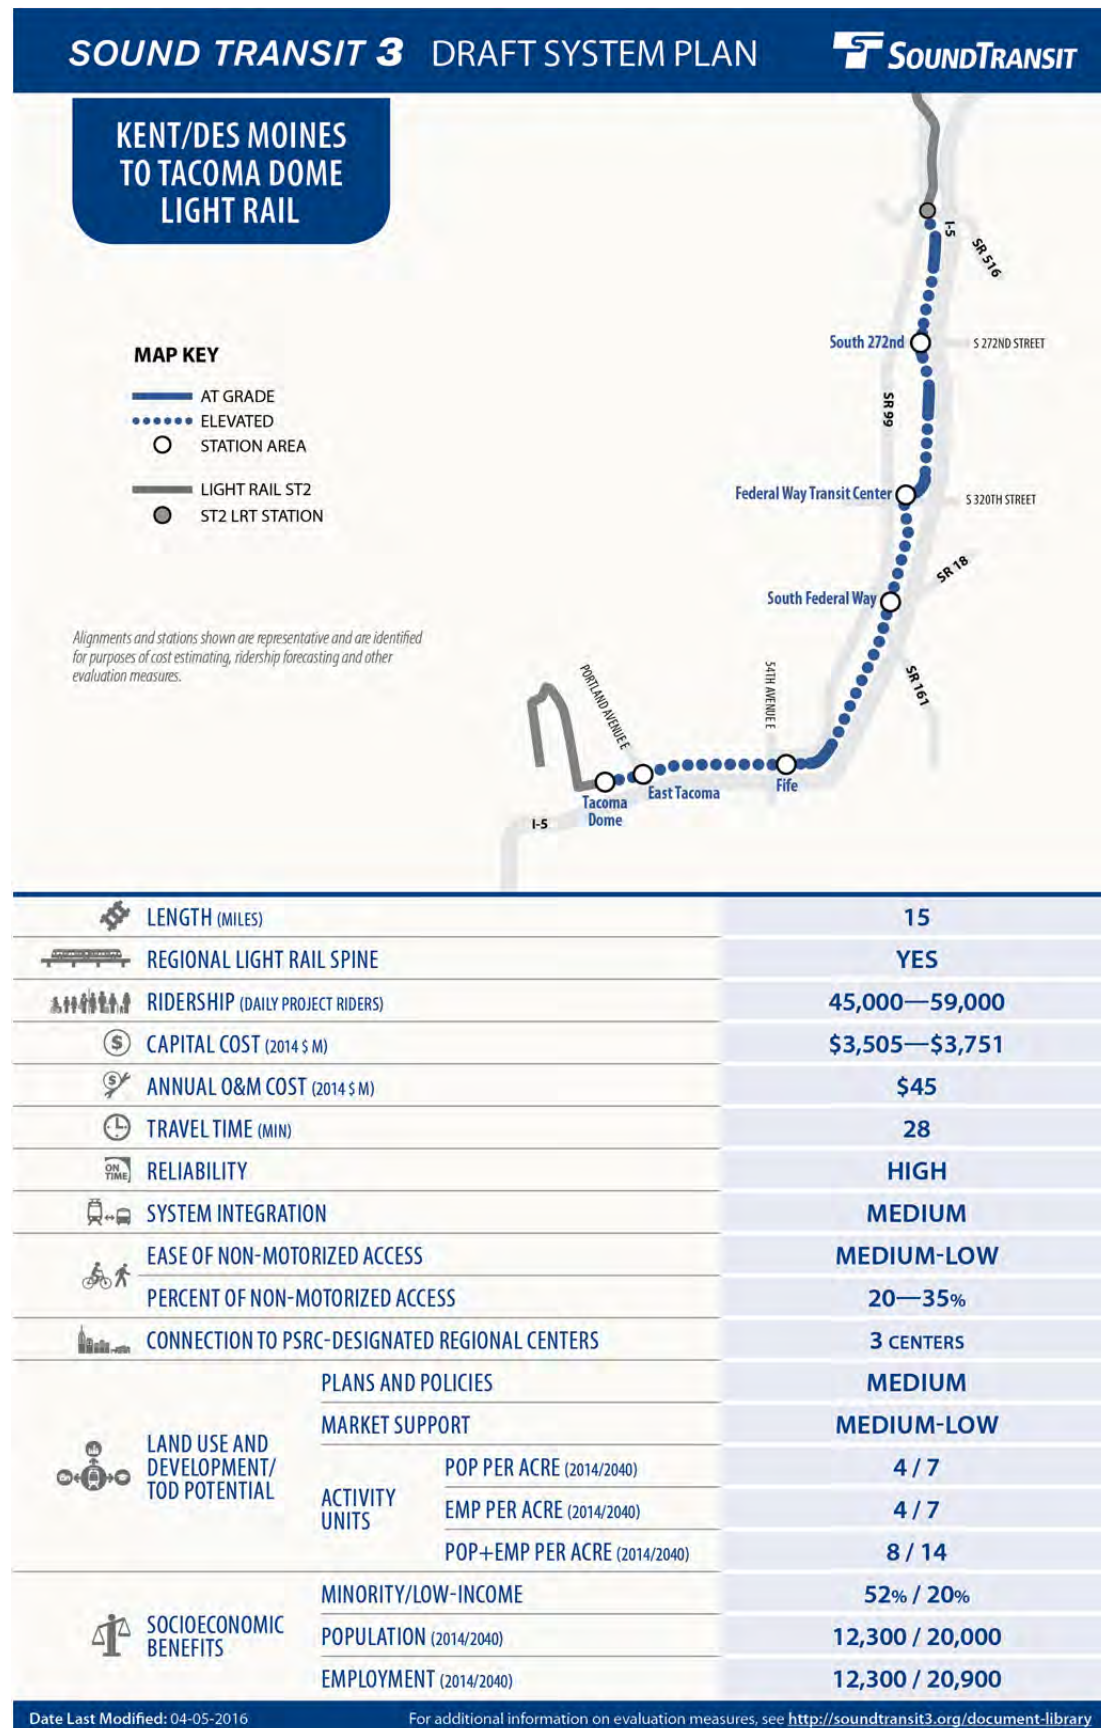 SOUND TRANSIT 3 DRAFT SYSTEM PLAN
SOUNDTRANSIT
KENT/DES MOINES
TO TACOMA DOME
LIGHT RAIL
I-5
SR 516
South 272nd
S 272ND STREET
MAP KEY
AT GRADE
ELEVATED
STATION AREA
LIGHT RAIL ST2
ST2 LRT STATION
SR 99
Federal Way Transit Center
S 320TH STREET
SR 18
South Federal Way
Alignments and stations shown are representative and are identified
for purposes of cost estimating, ridership forecasting and other
evaluation measures.
PORTLAND AVENUE E
54TH AVENUE E
SR 161
Fife
East Tacoma
Tacoma
Dome
I-5
LENGTH (MILES) 15
REGIONAL LIGHT RAIL SPINE YES
RIDERSHIP (DAILY PROJECT RIDERS) 45,000—59,000
$ CAPITAL COST (2014 $ M) $3,505—$3,751
$ ANNUAL O&M COST (2014 $ M) $45
TRAVEL TIME (MIN) 28
ON
TIME
RELIABILITY HIGH
SYSTEM INTEGRATION MEDIUM
EASE OF NON-MOTORIZED ACCESS MEDIUM-LOW
PERCENT OF NON-MOTORIZED ACCESS 20—35%
CONNECTION TO PSRC-DESIGNATED REGIONAL CENTERS 3 CENTERS
LAND USE AND
DEVELOPMENT/
TOD POTENTIAL
PLANS AND POLICIES MEDIUM
MARKET SUPPORT MEDIUM-LOW
ACTIVITY
UNITS
POP PER ACRE (2014/2040) 4 / 7
EMP PER ACRE (2014/2040) 4 / 7
POP+EMP PER ACRE (2014/2040) 8 / 14
SOCIOECONOMIC
BENEFITS
MINORITY/LOW-INCOME 52% / 20%
POPULATION (2014/2040) 12,300 / 20,000
EMPLOYMENT (2014/2040) 12,300 / 20,900
Date Last Modified: 04-05-2016 For additional information on evaluation measures, see http://soundtransit3.org/document-library